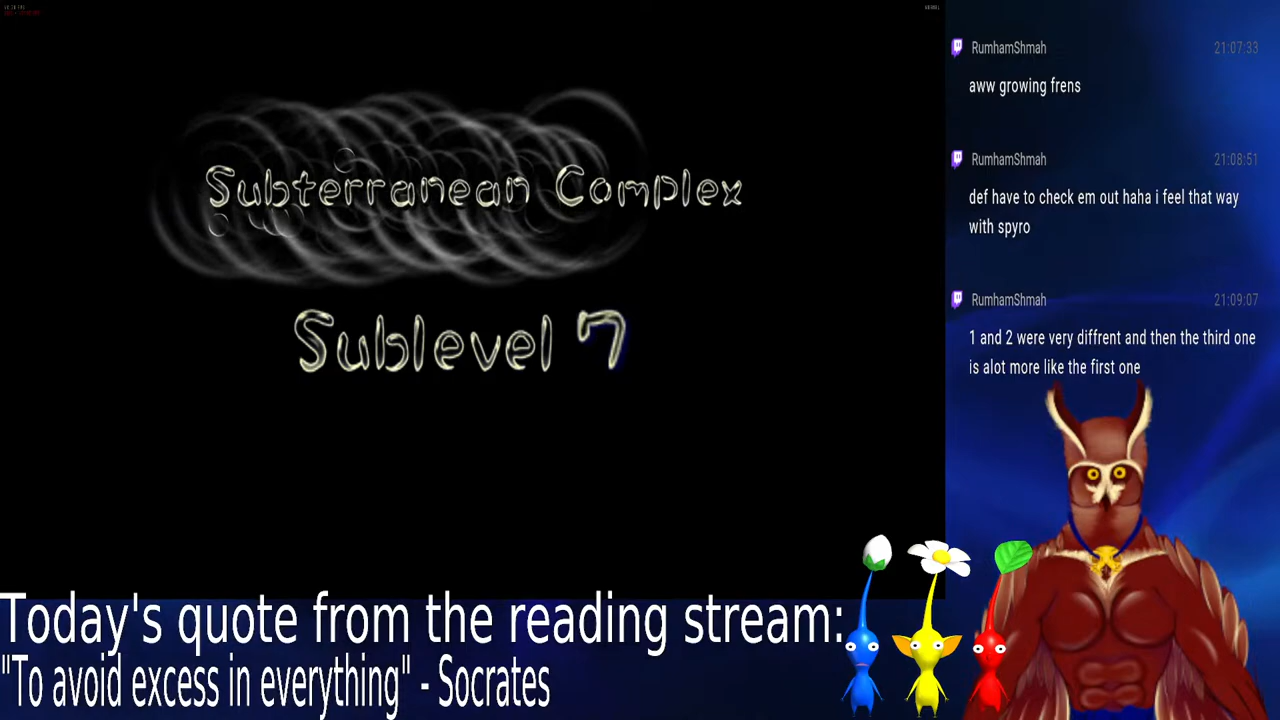 Subterranean Complex
Sublevel 7
RumhamShmah 21:07:33
aww growing frens
RumhamShmah 21:08:51
def have to check em out haha i feel that way
with spyro
RumhamShmah 21:09:07
1 and 2 were very diffrent and then the third one
is alot more like the first one
Today's quote from the reading stream:
"To avoid excess in everything" - Socrates